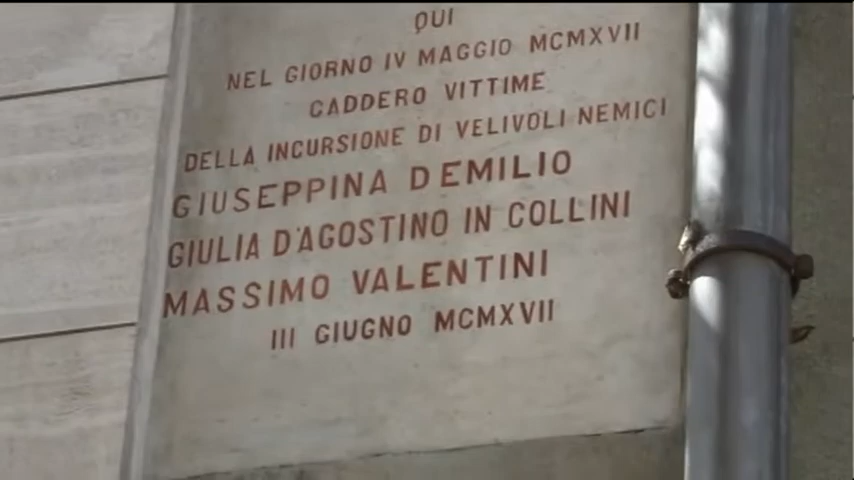 QUI
NEL GIORNO IV MAGGIO MCMXVII
CADDERO VITTIME
DELLA INCURSIONE DI VELIVOLI NEMICI
GIUSEPPINA DEMILIO
GIULIA D'AGOSTINO IN COLLINI
MASSIMO VALENTINI
III GIUGNO MCMXVII